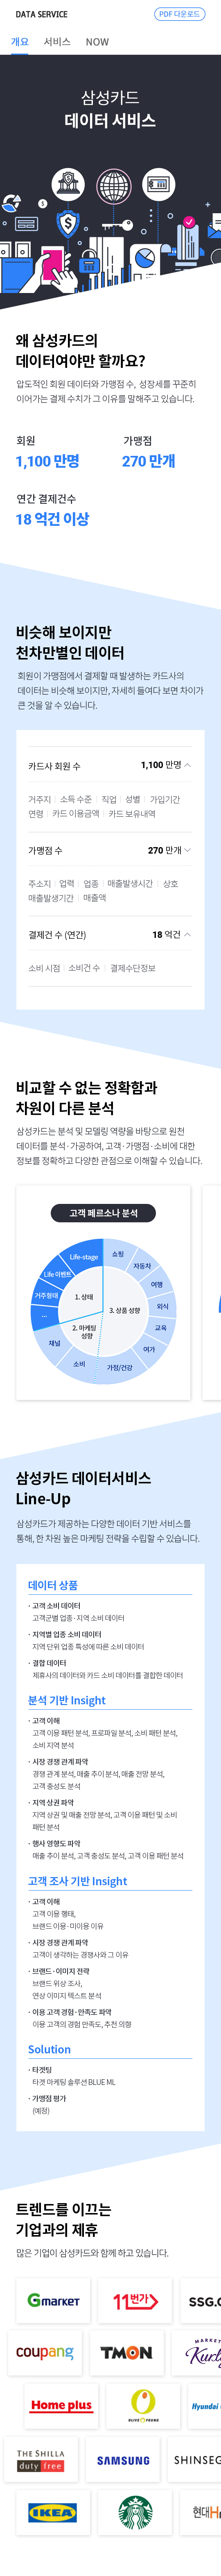 DATA SERVICE
PDF 다운로드
개요
서비스
NOW
삼성카드
데이터 서비스
왜 삼성카드의
데이터여야만 할까요?
압도적인 회원 데이터와 가맹점 수, 성장세를 꾸준히
이어가는 결제 수치가 그 이유를 말해주고 있습니다.
회원
1,100 만명
가맹점
270 만개
연간 결제건수
18 억건 이상
비슷해 보이지만
천차만별인 데이터
회원이 가맹점에서 결제할 때 발생하는 카드사의
데이터는 비슷해 보이지만, 자세히 들여다 보면 차이가
큰 것을 알 수 있습니다.
카드사 회원 수
1,100 만명
거주지 | 소득 수준 | 직업 | 성별 | 가입기간
연령 | 카드 이용금액 | 카드 보유내역
가맹점 수
270 만개
주소지 | 업력 | 업종 | 매출발생시간 | 상호
매출발생기간 | 매출액
결제건 수 (연간)
18 억건
소비 시점 | 소비건 수 | 결제수단정보
비교할 수 없는 정확함과
차원이 다른 분석
삼성카드는 분석 및 모델링 역량을 바탕으로 원천
데이터를 분석·가공하여, 고객·가맹점·소비에 대한
정보를 정확하고 다양한 관점으로 이해할 수 있습니다.
고객 페르소나 분석
Life-stage
Life 이벤트
거주형태
...
채널
소비
쇼핑
자동차
여행
외식
교육
여가
가정/건강
1. 상태
2. 마케팅
성향
3. 상품 성향
삼성카드 데이터서비스
Line-Up
삼성카드가 제공하는 다양한 데이터 기반 서비스를
통해, 한 차원 높은 마케팅 전략을 수립할 수 있습니다.
데이터 상품
· 고객 소비 데이터
고객군별 업종·지역 소비 데이터
· 지역별 업종 소비 데이터
지역 단위 업종 특성에 따른 소비 데이터
· 결합 데이터
제휴사의 데이터와 카드 소비 데이터를 결합한 데이터
분석 기반 Insight
· 고객 이해
고객 이용 패턴 분석, 프로파일 분석, 소비 패턴 분석,
소비 지역 분석
· 시장 경쟁 관계 파악
경쟁 관계 분석, 매출 추이 분석, 매출 전망 분석,
고객 충성도 분석
· 지역 상권 파악
지역 상권 및 매출 전망 분석, 고객 이용 패턴 및 소비
패턴 분석
· 행사 영향도 파악
매출 추이 분석, 고객 충성도 분석, 고객 이용 패턴 분석
고객 조사 기반 Insight
· 고객 이해
고객 이용 행태,
브랜드 이용·미이용 이유
· 시장 경쟁 관계 파악
고객이 생각하는 경쟁사와 그 이유
· 브랜드·이미지 전략
브랜드 위상 조사,
연상 이미지 텍스트 분석
· 이용 고객 경험·만족도 파악
이용 고객의 경험 만족도, 추천 의향
Solution
· 타겟팅
타겟 마케팅 솔루션 BLUE ML
· 가맹점 평가
(예정)
트렌드를 이끄는
기업과의 제휴
많은 기업이 삼성카드와 함께 하고 있습니다.
Gmarket
11번가
SSG.C
coupang
TMON
MARKET
Kurly
Home plus
OLIVE YOUNG
Hyundai
THE SHILLA
duty free
SAMSUNG
SHINSEG
IKEA
현대H